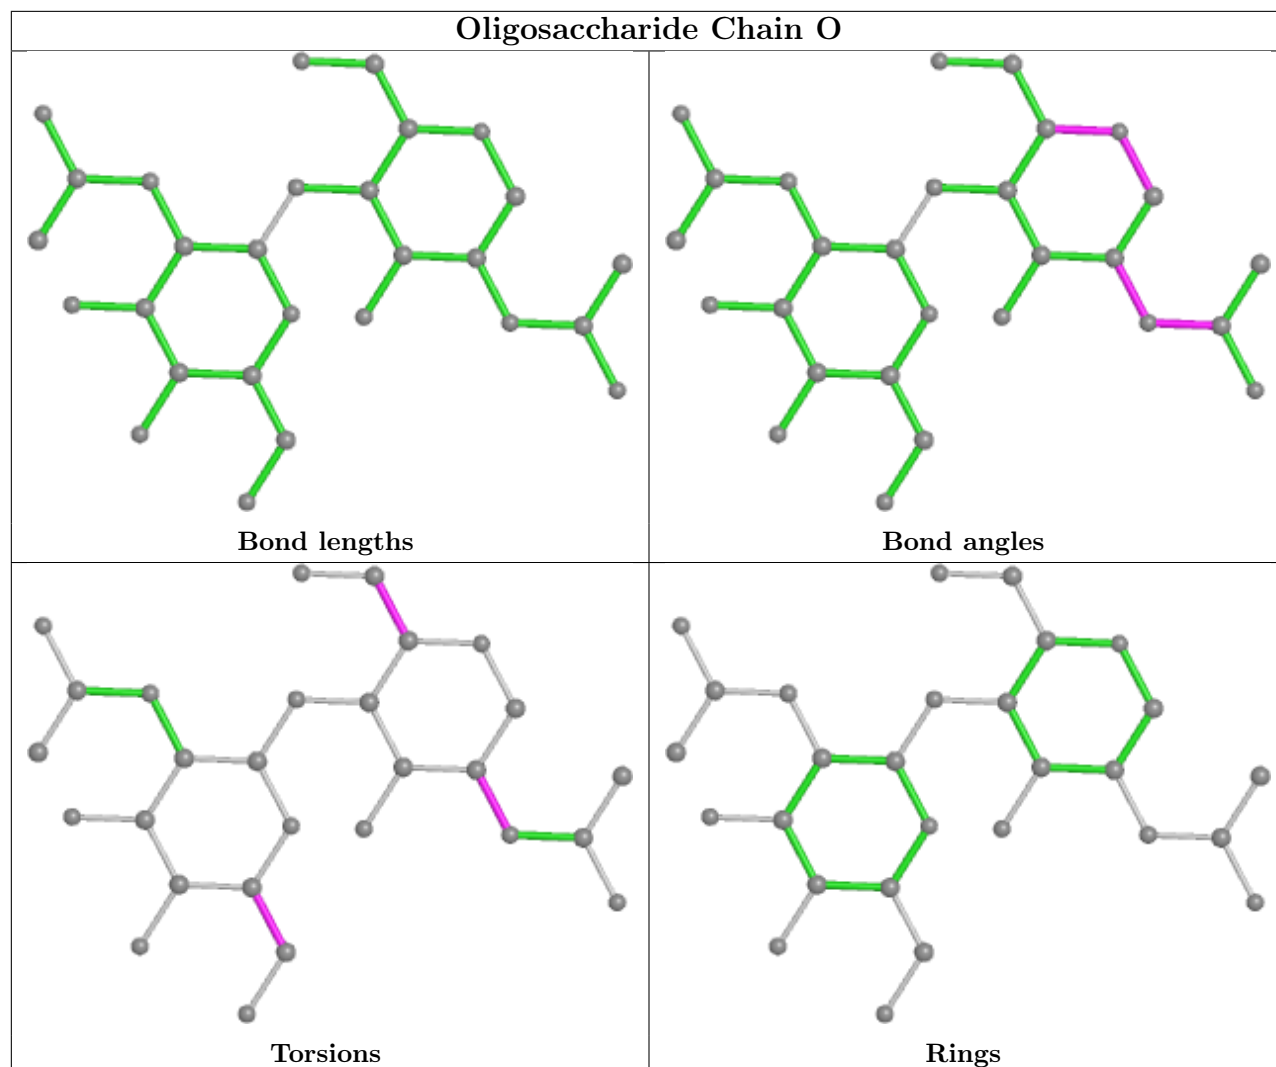 Oligosaccharide Chain O
Bond lengths
Bond angles
Torsions
Rings